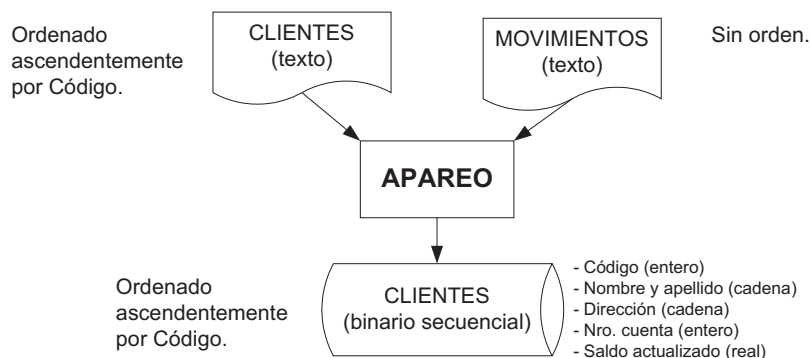 Ordenado
ascendentemente
por Código.
CLIENTES
(texto)
MOVIMIENTOS
(texto)
Sin orden.
APAREO
Ordenado
ascendentemente
por Código.
CLIENTES
(binario secuencial)
- Código (entero)
- Nombre y apellido (cadena)
- Dirección (cadena)
- Nro. cuenta (entero)
- Saldo actualizado (real)